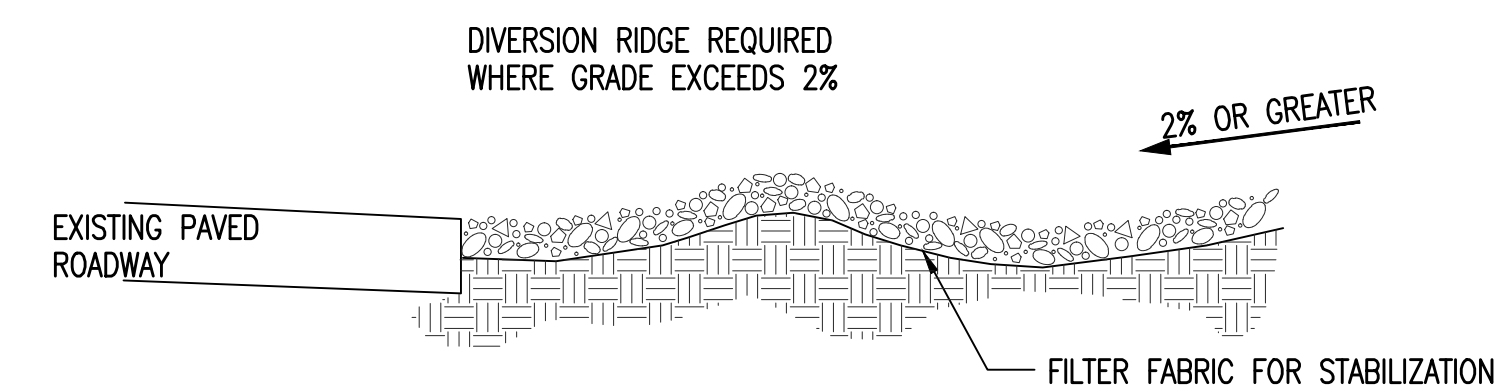 DIVERSION RIDGE REQUIRED
WHERE GRADE EXCEEDS 2%
2% OR GREATER
EXISTING PAVED
ROADWAY
FILTER FABRIC FOR STABILIZATION